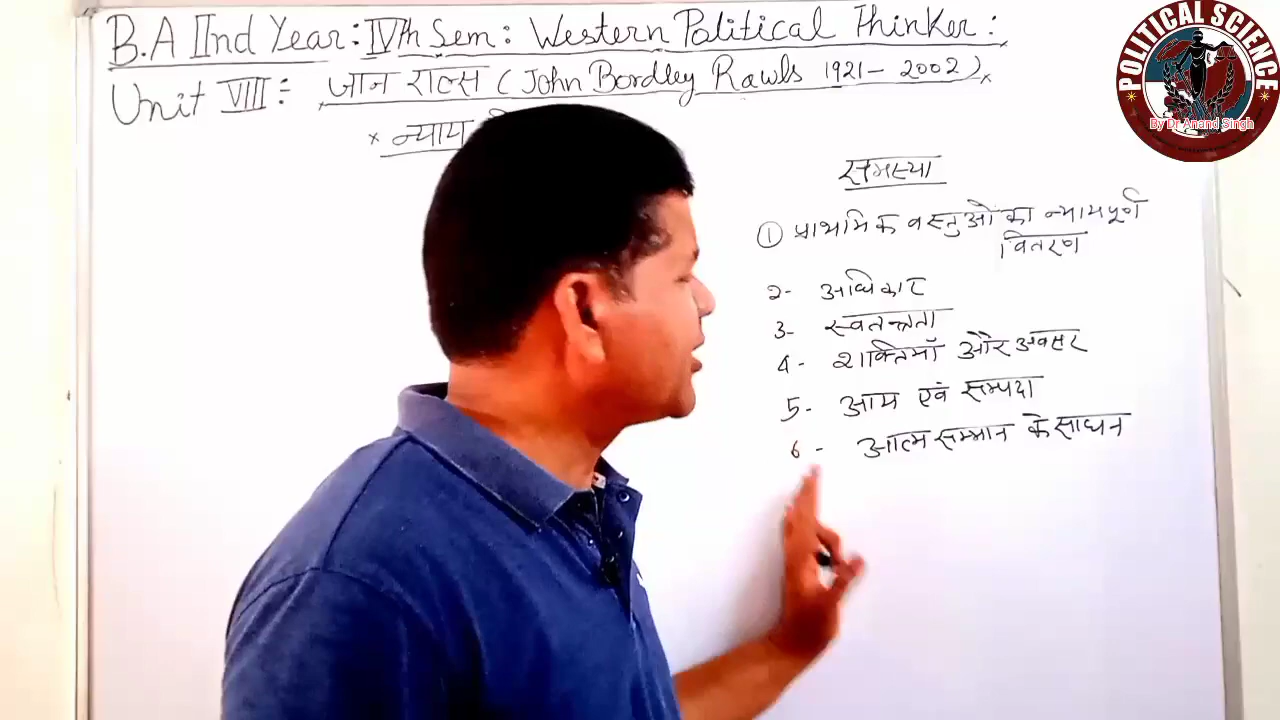 B.A IInd Year: IVth Sem: Western Political Thinker:
Unit VIII: जान राल्स (John Bordley Rawls 1921-2002)
× न्याय
समस्या
① प्राथमिक वस्तुओं का न्यायपूर्ण
वितरण
2- अधिकार
3- स्वतन्त्रता
4- शक्तियाँ और अवसर
5- आय एवं सम्पदा
6- आत्म सम्मान के साधन
POLITICAL SCIENCE
By Dr Anand Singh